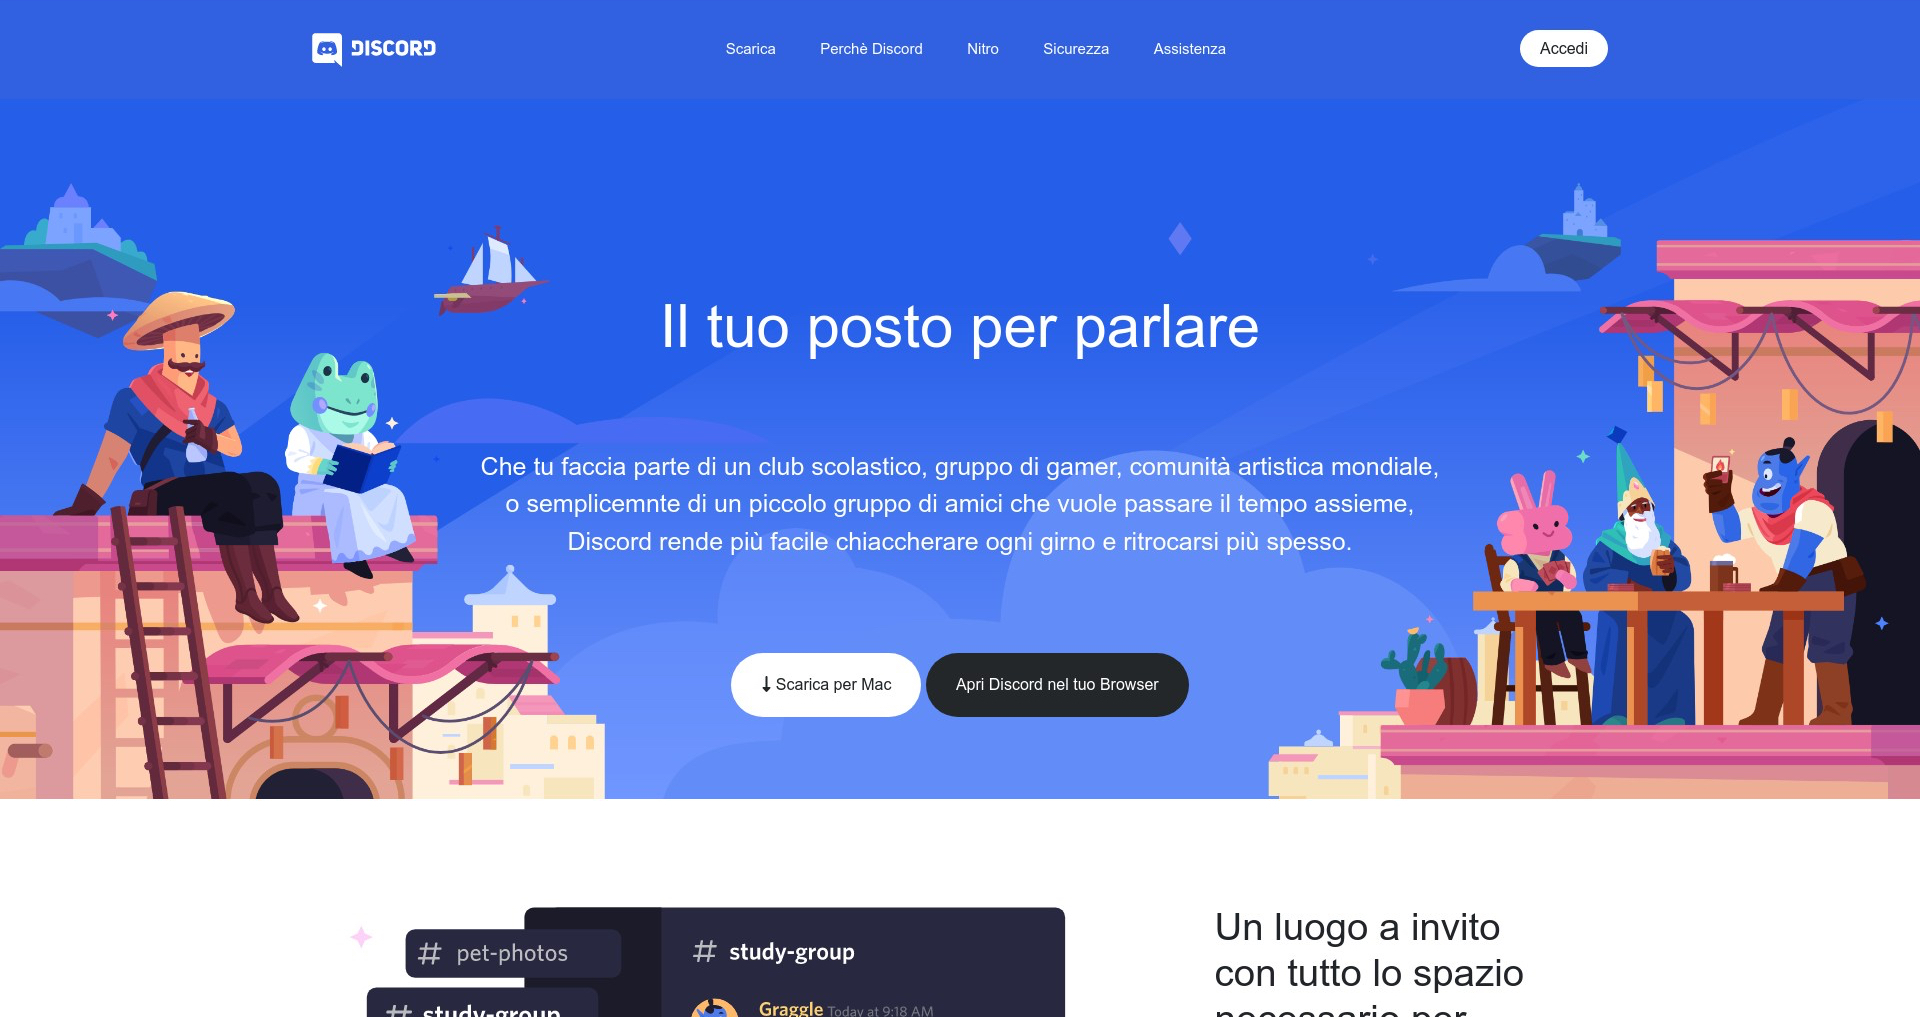 DISCORD
Scarica
Perchè Discord
Nitro
Sicurezza
Assistenza
Accedi
Il tuo posto per parlare
Che tu faccia parte di un club scolastico, gruppo di gamer, comunità artistica mondiale,
o semplicemnte di un piccolo gruppo di amici che vuole passare il tempo assieme,
Discord rende più facile chiaccherare ogni girno e ritrocarsi più spesso.
Scarica per Mac
Apri Discord nel tuo Browser
# pet-photos
# study-group
# study-group
Graggle Today at 9:18 AM
Un luogo a invito
con tutto lo spazio
necessario per